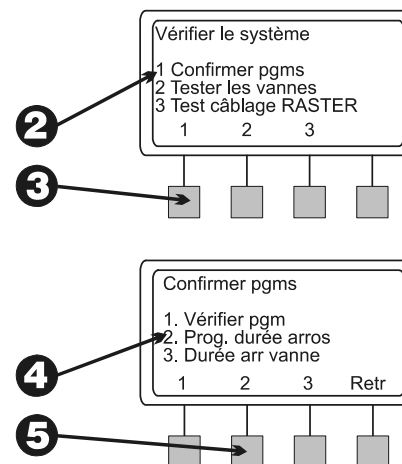 Vérifier le système
1 Confirmer pgms
2 Tester les vannes
3 Test câblage RASTER
1 2 3
2
3
Confirmer pgms
1. Vérifier pgm
2. Prog. durée arros
3. Durée arr vanne
1 2 3 Retr
4
5